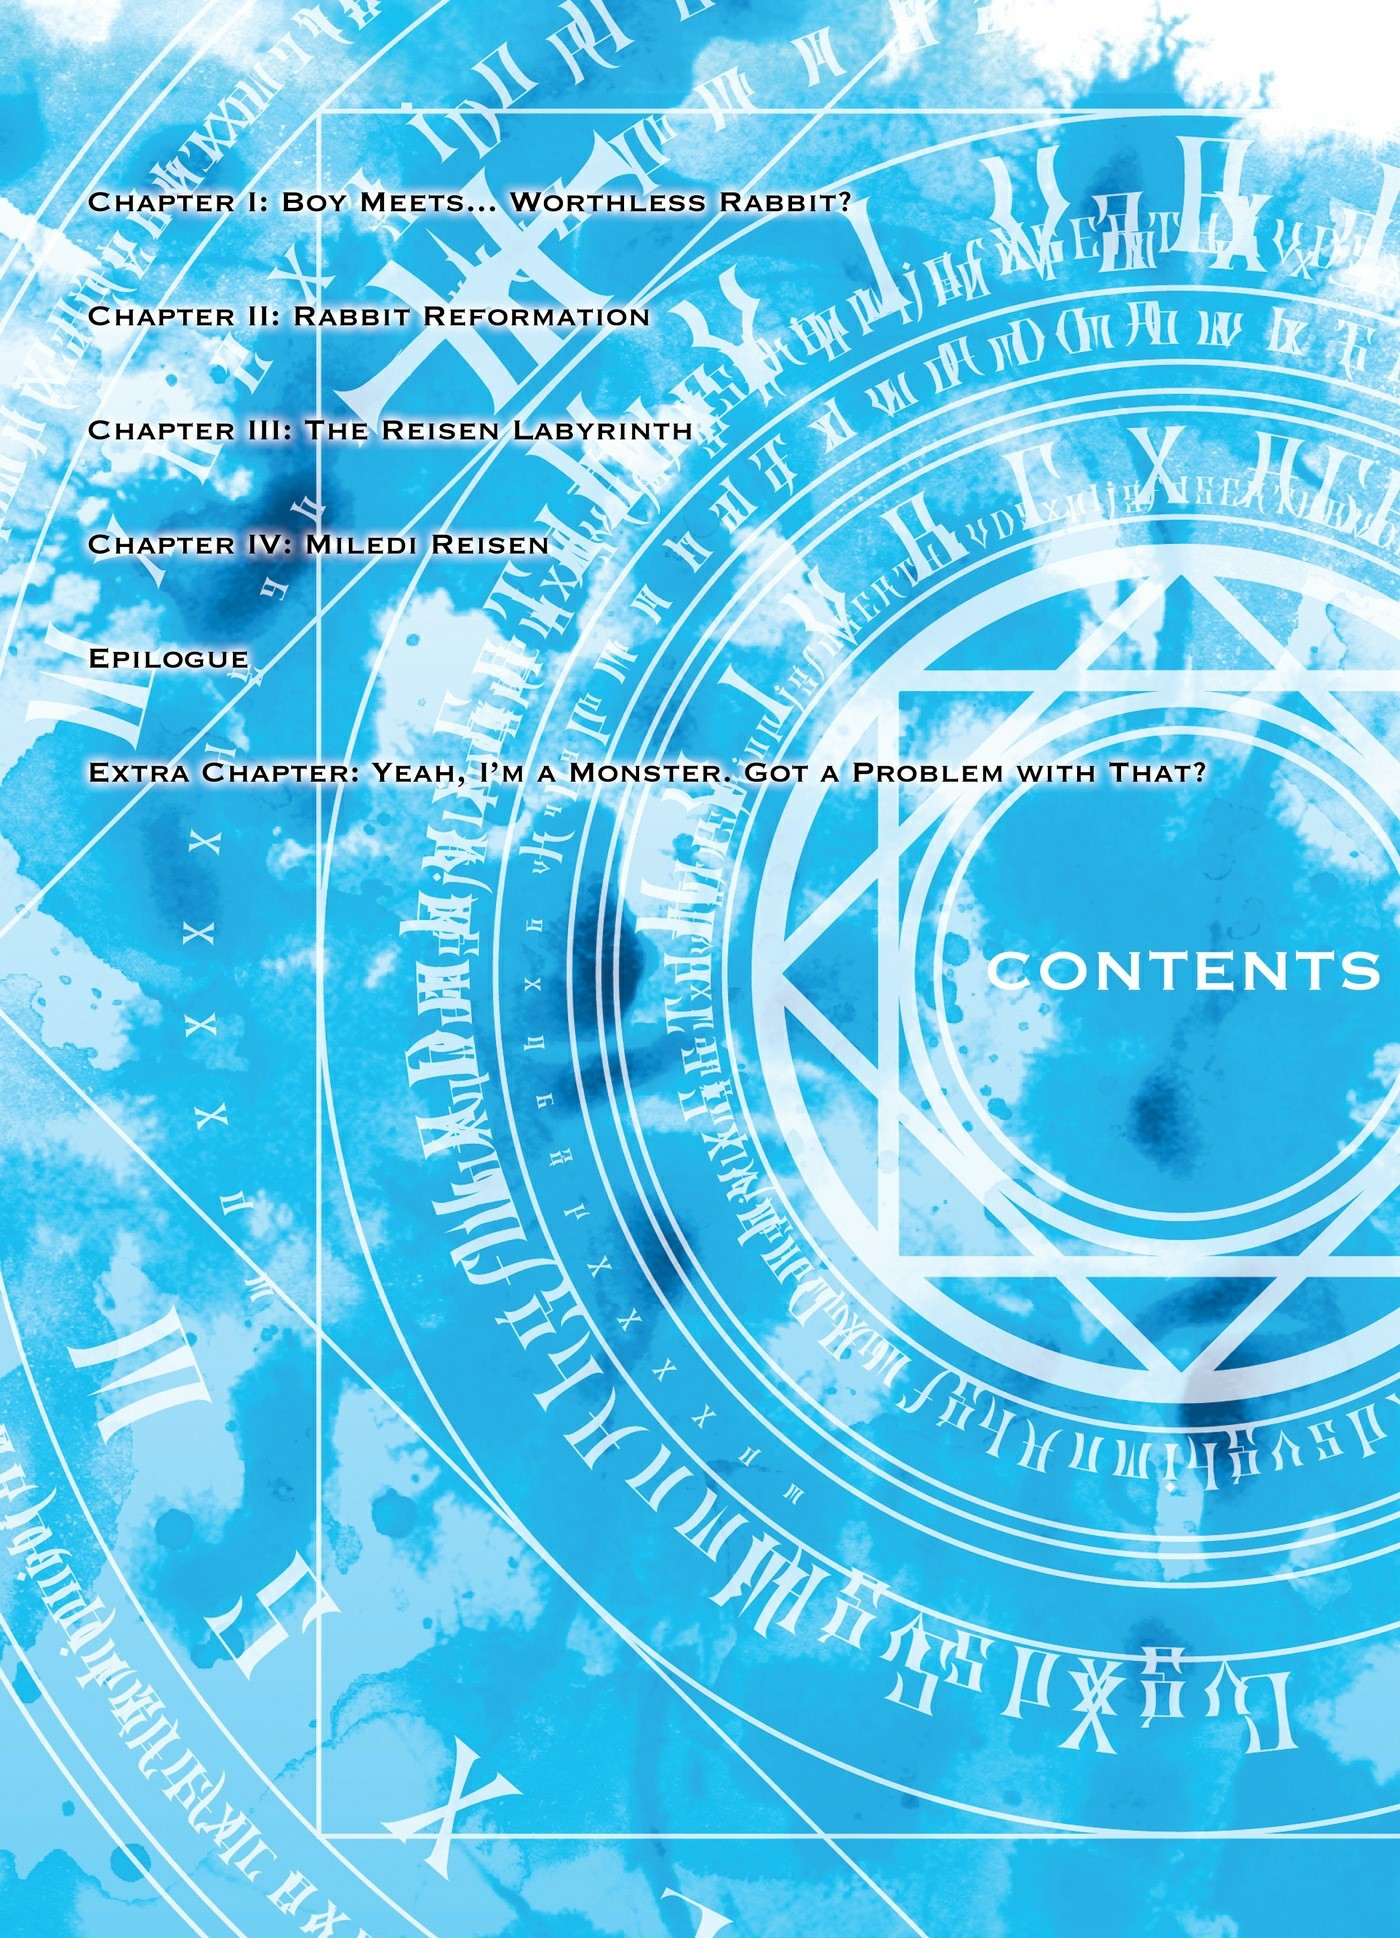 Chapter I: Boy Meets... Worthless Rabbit?
Chapter II: Rabbit Reformation
Chapter III: The Reisen Labyrinth
Chapter IV: Miledi Reisen
Epilogue
Extra Chapter: Yeah, I'm a Monster. Got a Problem with That?
CONTENTS